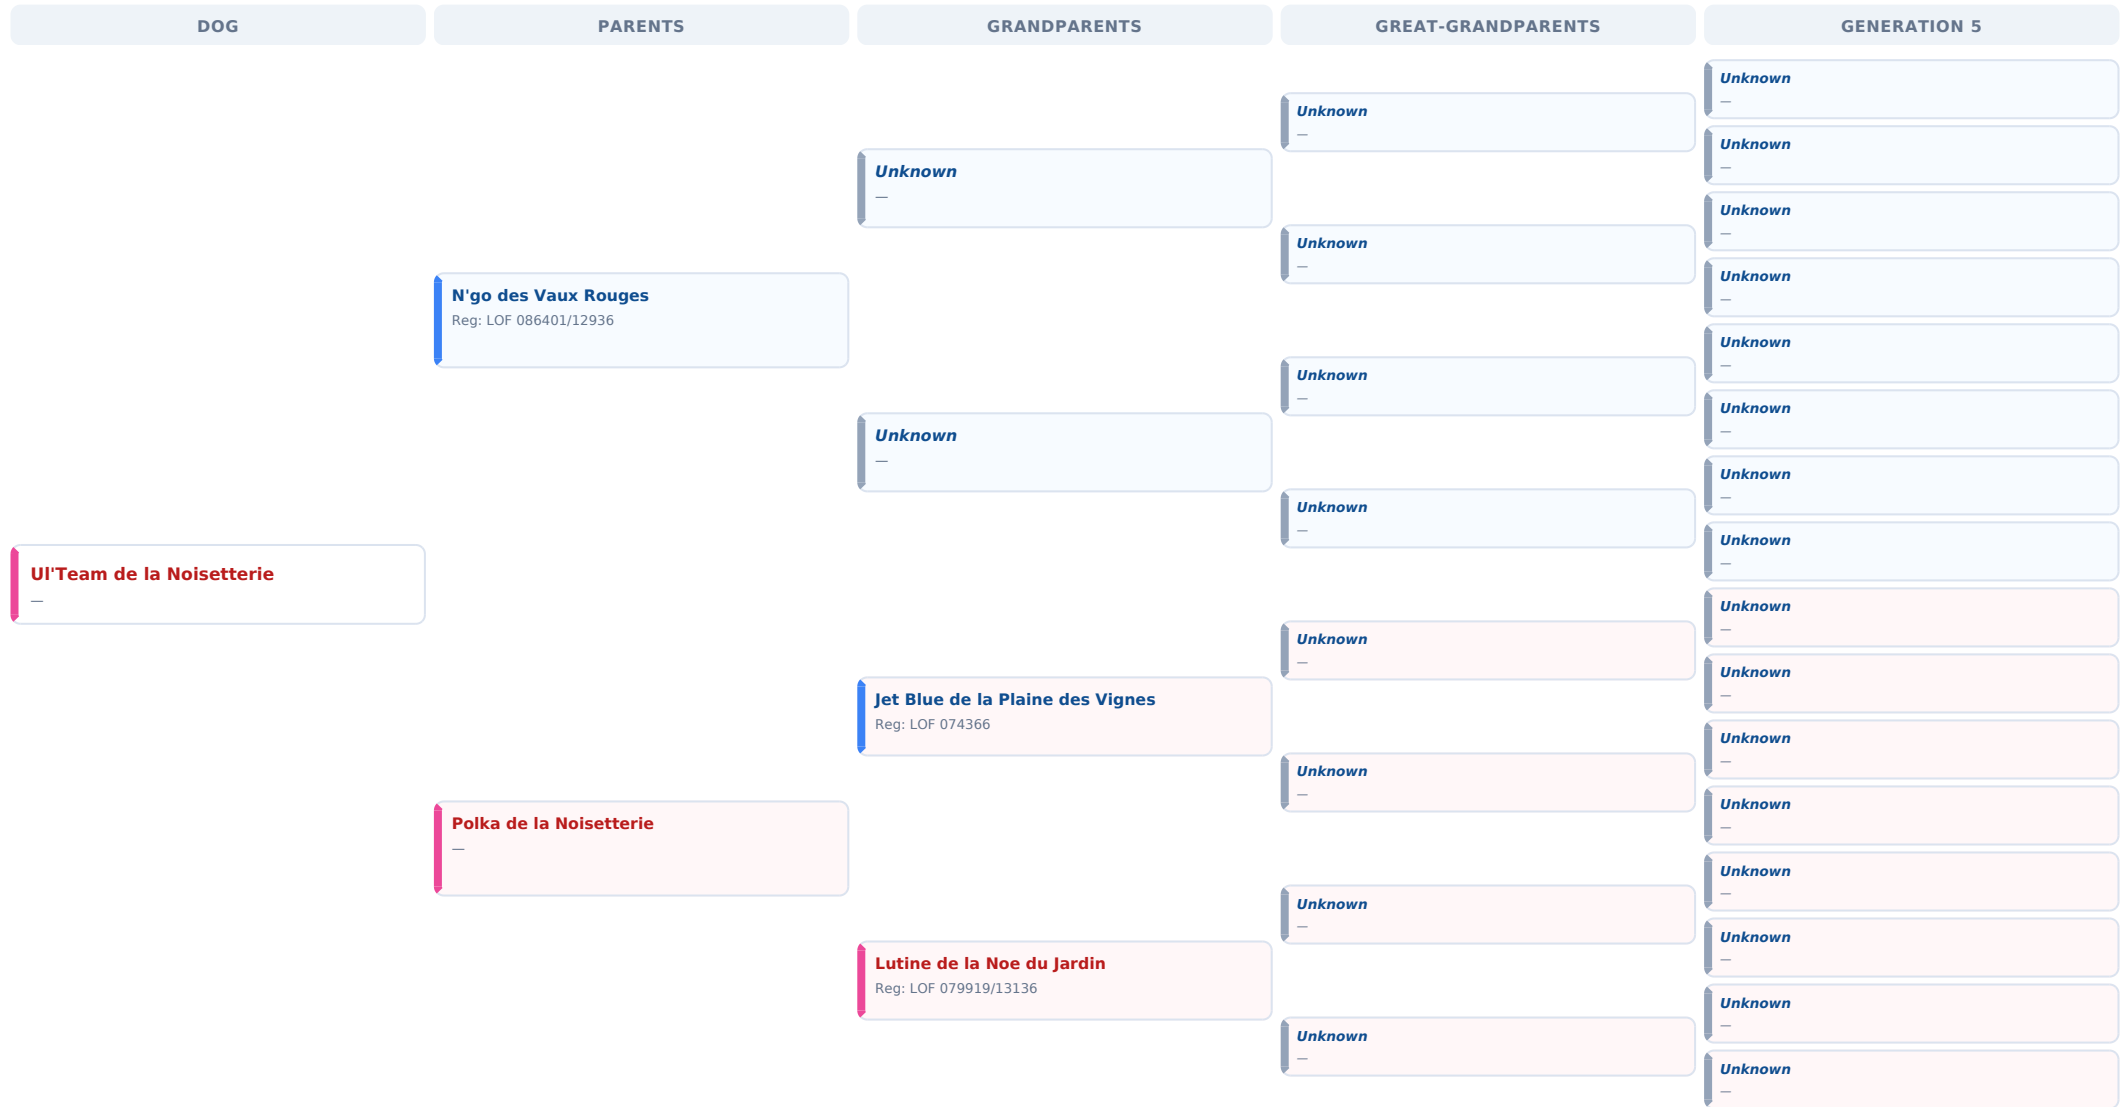 DOG
PARENTS
GRANDPARENTS
GREAT-GRANDPARENTS
GENERATION 5
Ul'Team de la Noisetterie
—
N'go des Vaux Rouges
Reg: LOF 086401/12936
Polka de la Noisetterie
—
Unknown
—
Unknown
—
Jet Blue de la Plaine des Vignes
Reg: LOF 074366
Lutine de la Noe du Jardin
Reg: LOF 079919/13136
Unknown
—
Unknown
—
Unknown
—
Unknown
—
Unknown
—
Unknown
—
Unknown
—
Unknown
—
Unknown
—
Unknown
—
Unknown
—
Unknown
—
Unknown
—
Unknown
—
Unknown
—
Unknown
—
Unknown
—
Unknown
—
Unknown
—
Unknown
—
Unknown
—
Unknown
—
Unknown
—
Unknown
—